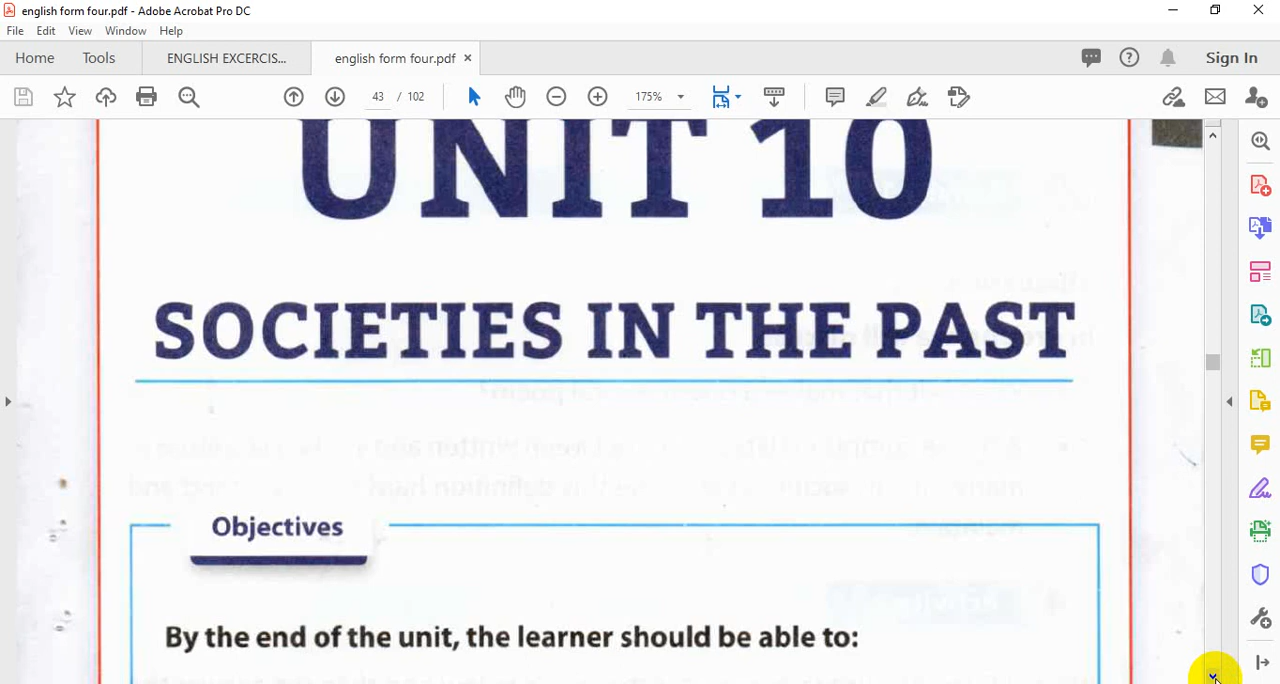 english form four.pdf - Adobe Acrobat Pro DC
File Edit View Window Help
Home Tools ENGLISH EXCERCIS... english form four.pdf ×
43 / 102 175%
Sign In
UNIT 10
SOCIETIES IN THE PAST
Objectives
By the end of the unit, the learner should be able to: